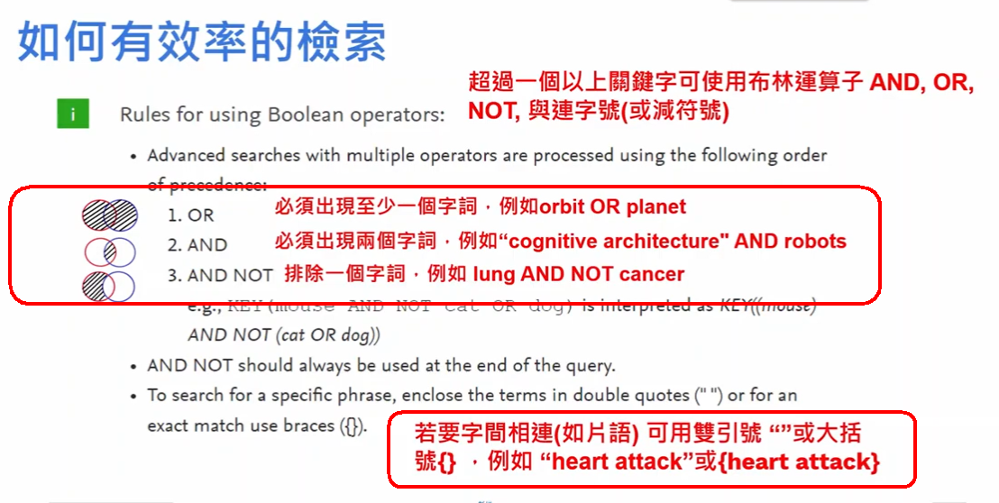 如何有效率的檢索
超過一個以上關鍵字可使用布林運算子 AND, OR,
NOT, 與連字號(或減符號)
i
Rules for using Boolean operators:
• Advanced searches with multiple operators are processed using the following order
of precedence:
1. OR 必須出現至少一個字詞，例如orbit OR planet
2. AND 必須出現兩個字詞，例如“cognitive architecture" AND robots
3. AND NOT 排除一個字詞，例如 lung AND NOT cancer
e.g., KEY(mouse AND NOT cat OR dog) is interpreted as KEY((mouse)
AND NOT (cat OR dog))
• AND NOT should always be used at the end of the query.
• To search for a specific phrase, enclose the terms in double quotes (" ") or for an
exact match use braces ({}).
若要字間相連(如片語) 可用雙引號 “”或大括
號{} ，例如 “heart attack”或{heart attack}